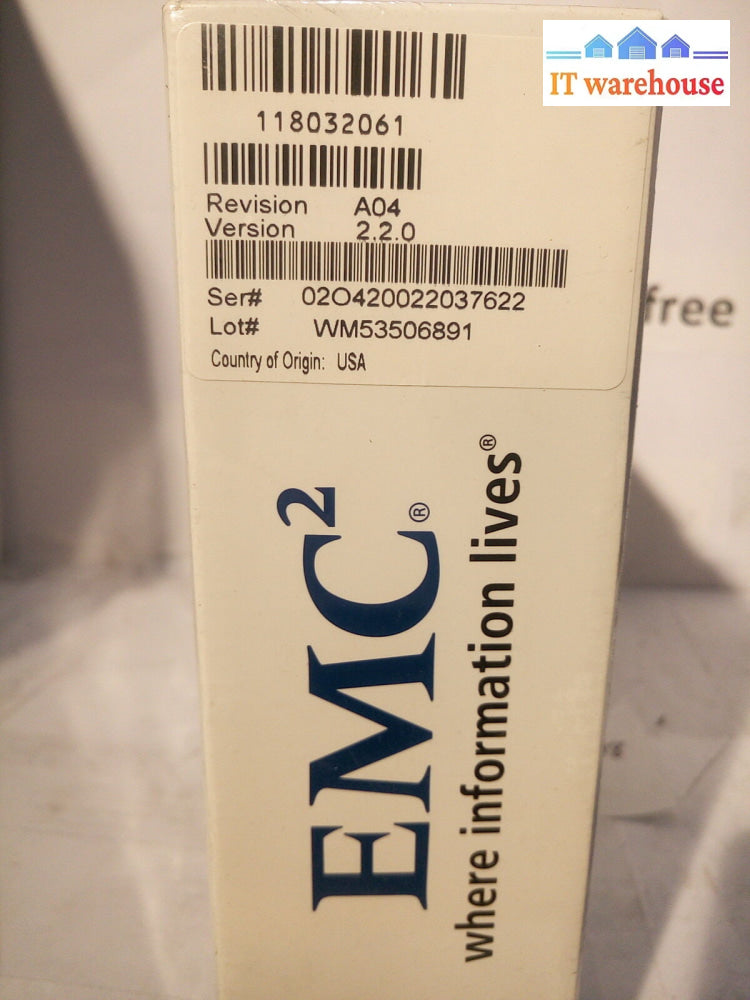 IT warehouse
118032061
Revision A04
Version 2.2.0
Ser# 02O420022037622
Lot# WM53506891
Country of Origin: USA
free
EMC²®
where information lives®